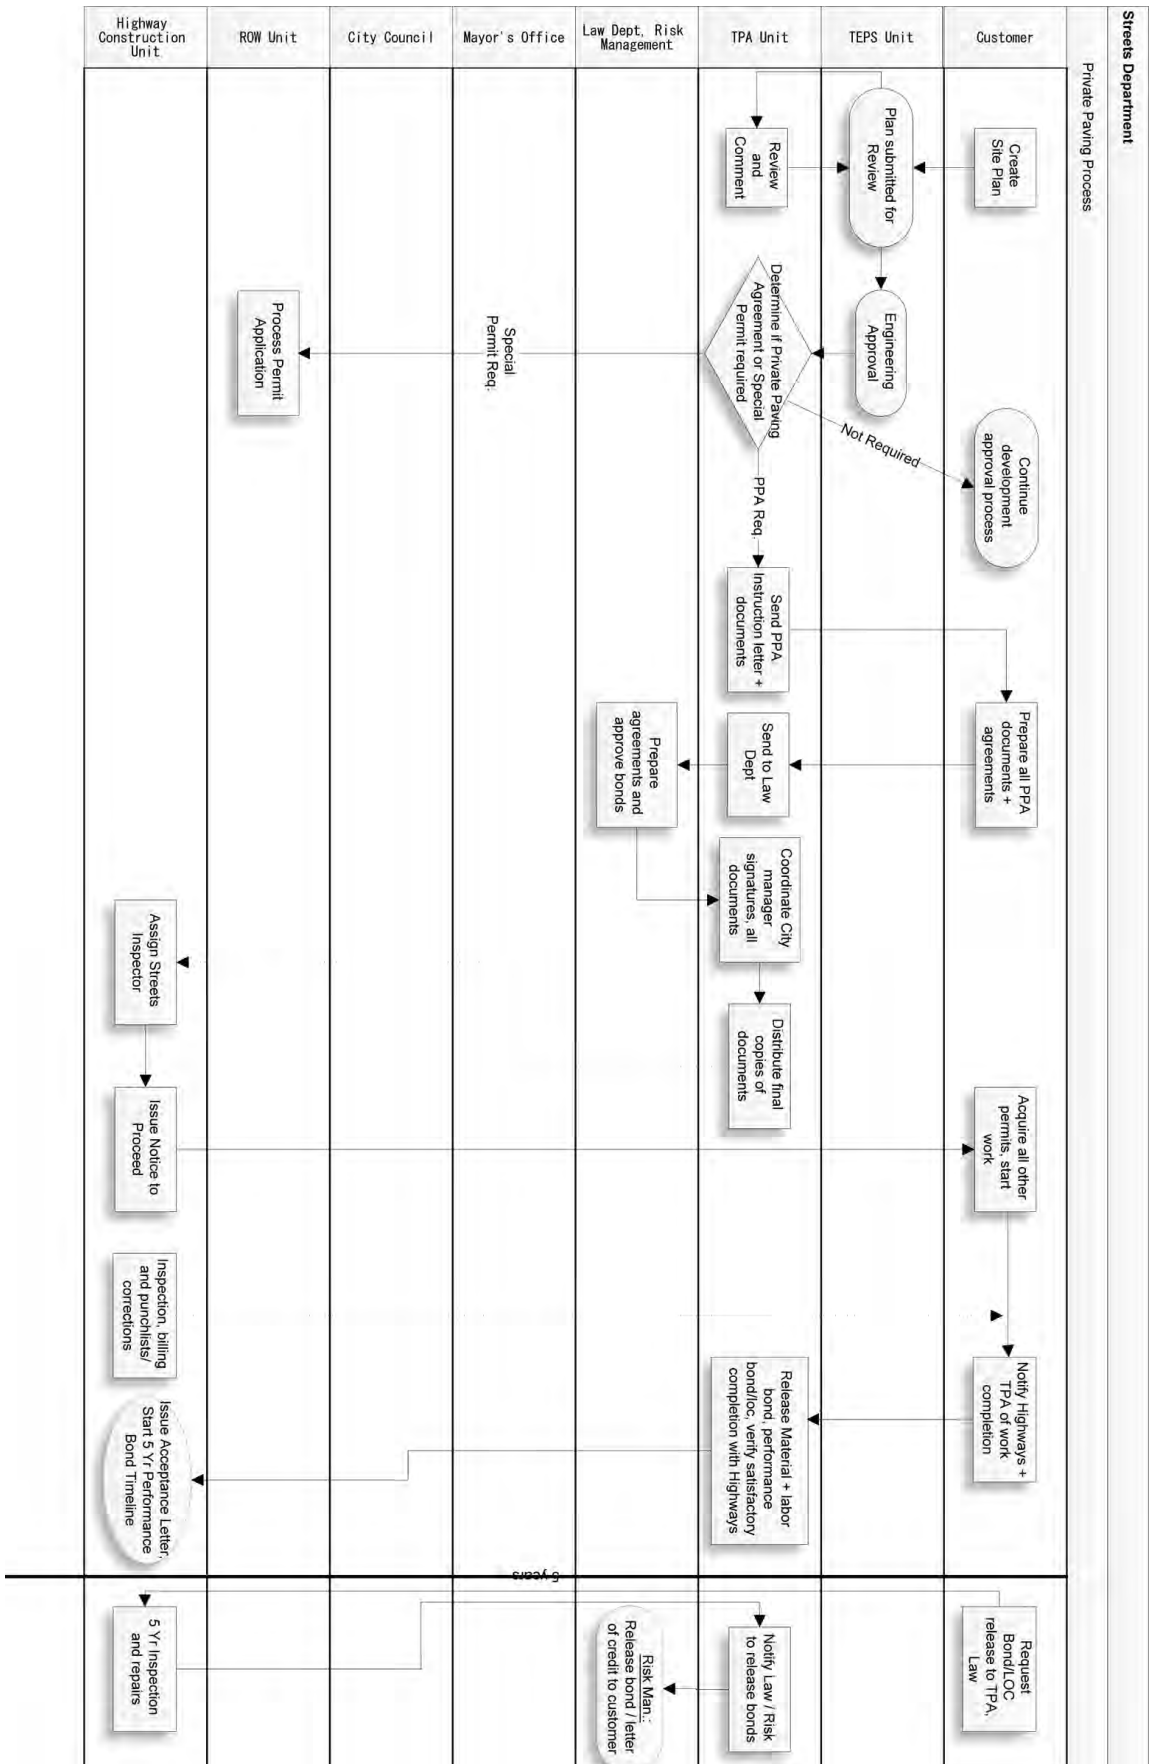 Streets Department
Private Paving Process
Customer
TEPS Unit
TPA Unit
Law Dept, Risk
Management
Mayor's Office
City Council
ROW Unit
Highway
Construction
Unit
Create
Site Plan
Plan submitted for
Review
Review
and
Comment
Engineering
Approval
Determine if Private Paving
Agreement or Special
Permit required
Special
Permit Req.
Process Permit
Application
Not Required
Continue
development
approval process
PPA Req.
Send PPA
Instruction letter +
documents
Prepare all PPA
documents +
agreements
Send to Law
Dept
Prepare
agreements and
approve bonds
Coordinate City
manager
signatures, all
documents
Distribute final
copies of
documents
Assign Streets
Inspector
Issue Notice to
Proceed
Acquire all other
permits, start
work
Inspection, billing
and punchlists/
corrections
Notify Highways +
TPA of work
completion
Release Material + labor
bond, performance
bond/loc, verify satisfactory
completion with Highways
Issue Acceptance Letter,
Start 5 Yr Performance
Bond Timeline
5 years
Request
Bond/LOC
release to TPA,
Law
5 Yr Inspection
and repairs
Notify Law / Risk
to release bonds
Risk Man.:
Release bond / letter
of credit to customer